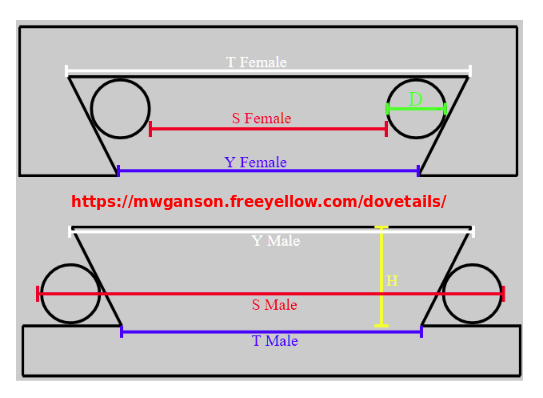 T Female
D
S Female
Y Female
https://mwganson.freeyellow.com/dovetails/
Y Male
H
S Male
T Male